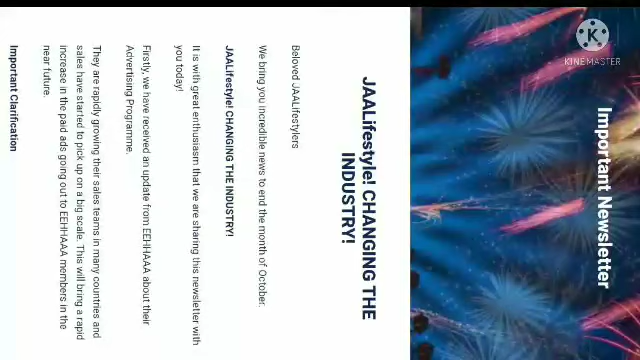 KINEMASTER
Important Newsletter
JAALifestyle! CHANGING THE
INDUSTRY!
Beloved JAALifestylers
We bring you incredible news to end the month of October.
JAALifestyle! CHANGING THE INDUSTRY!
It is with great enthusiasm that we are sharing this newsletter with
you today!
Firstly, we have received an update from EEHHAAA about their
Advertising Programme.
They are rapidly growing their sales teams in many countries and
sales have started to pick up on a big scale. This will bring a rapid
increase in the paid ads going out to EEHHAAA members in the
near future.
Important Clarification